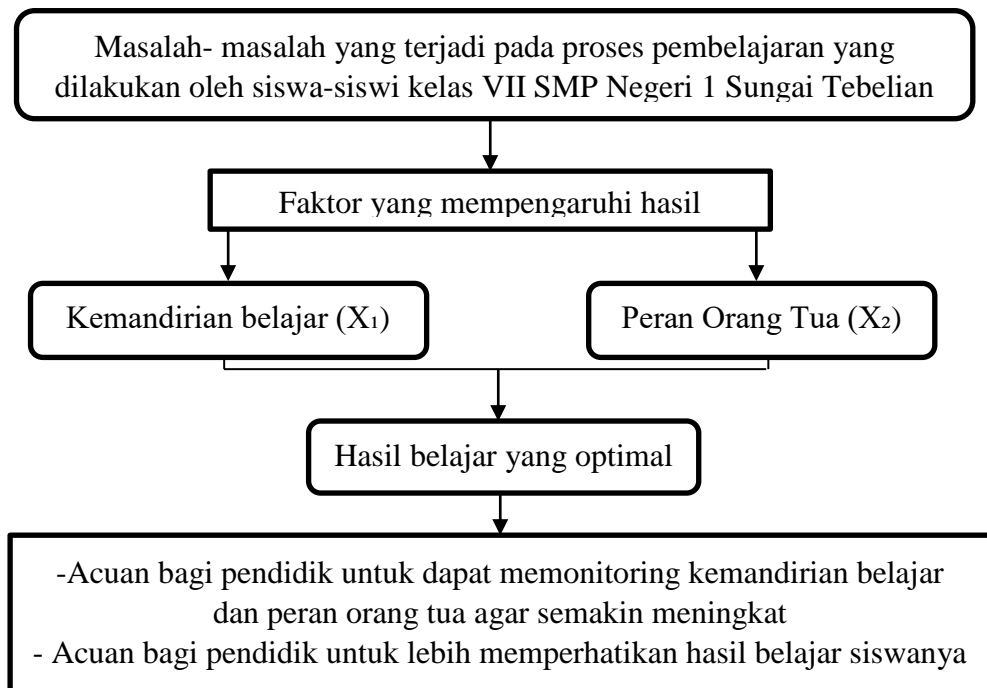 Masalah- masalah yang terjadi pada proses pembelajaran yang
dilakukan oleh siswa-siswi kelas VII SMP Negeri 1 Sungai Tebelian
Faktor yang mempengaruhi hasil
Kemandirian belajar (X₁)
Peran Orang Tua (X₂)
Hasil belajar yang optimal
-Acuan bagi pendidik untuk dapat memonitoring kemandirian belajar
dan peran orang tua agar semakin meningkat
- Acuan bagi pendidik untuk lebih memperhatikan hasil belajar siswanya